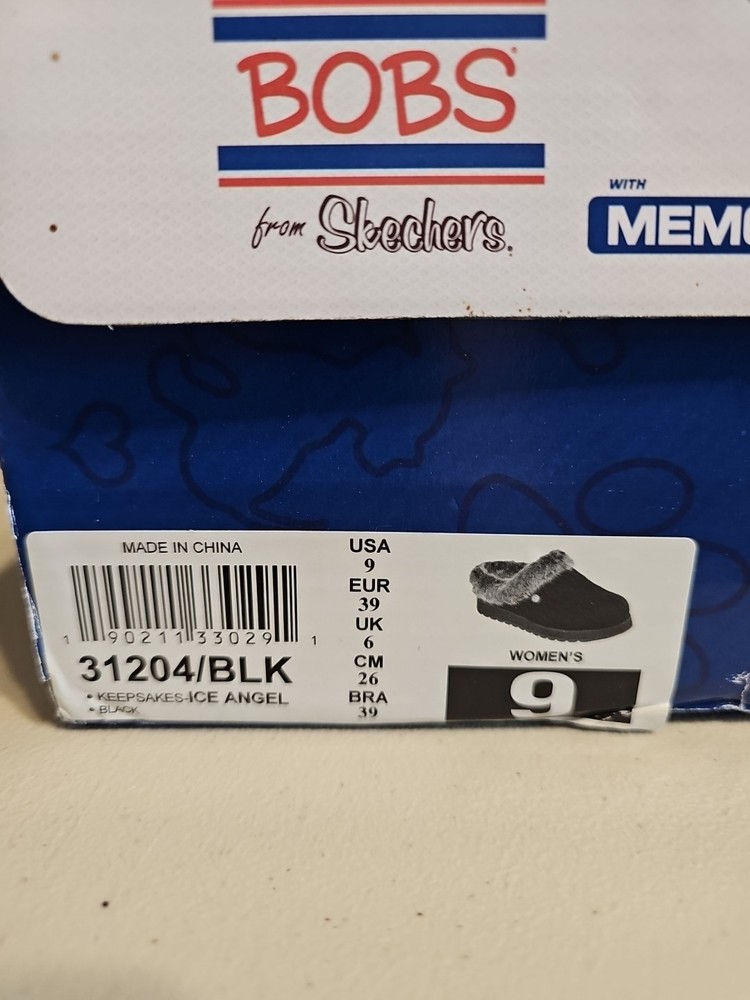 BOBS
from Skechers.
WITH
MEMO
MADE IN CHINA
1 90211 33029 1
31204/BLK
• KEEPSAKES-ICE ANGEL
• BLACK
USA
9
EUR
39
UK
6
CM
26
BRA
39
WOMEN'S
9